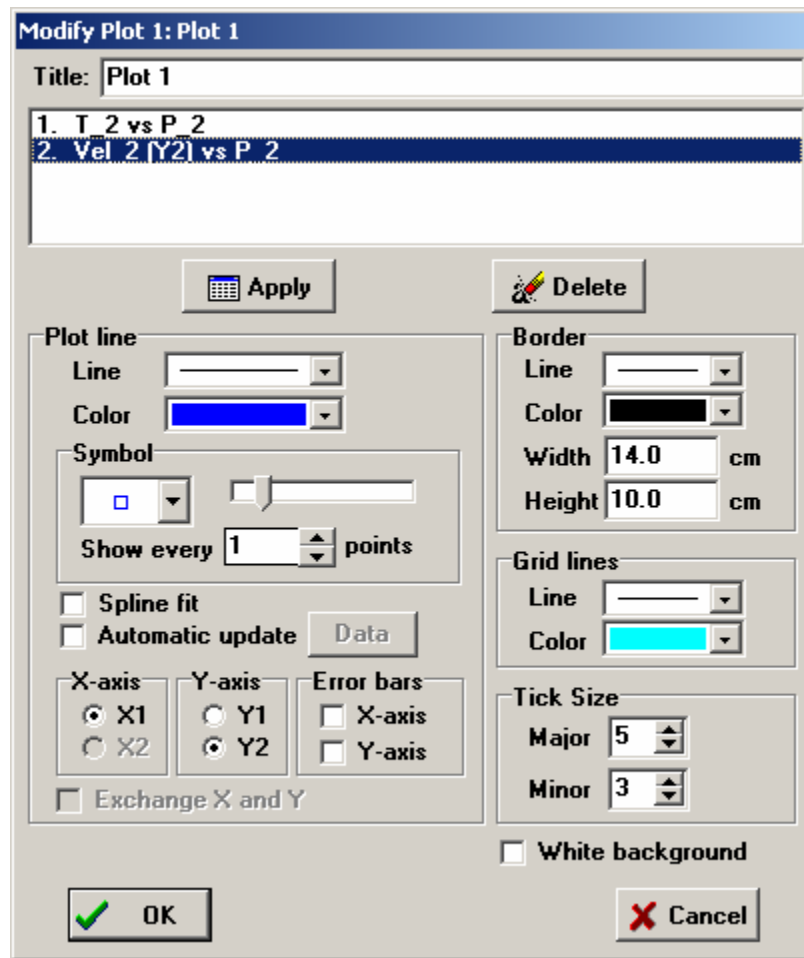 Modify Plot 1: Plot 1
Title: Plot 1
1. T_2 vs P_2
2. Vel_2 (Y2) vs P_2
Apply
Delete
Plot line
Line
Color
Symbol
Show every 1 points
Spline fit
Automatic update
Data
X-axis
X1
X2
Y-axis
Y1
Y2
Error bars
X-axis
Y-axis
Exchange X and Y
Border
Line
Color
Width 14.0 cm
Height 10.0 cm
Grid lines
Line
Color
Tick Size
Major 5
Minor 3
White background
OK
Cancel